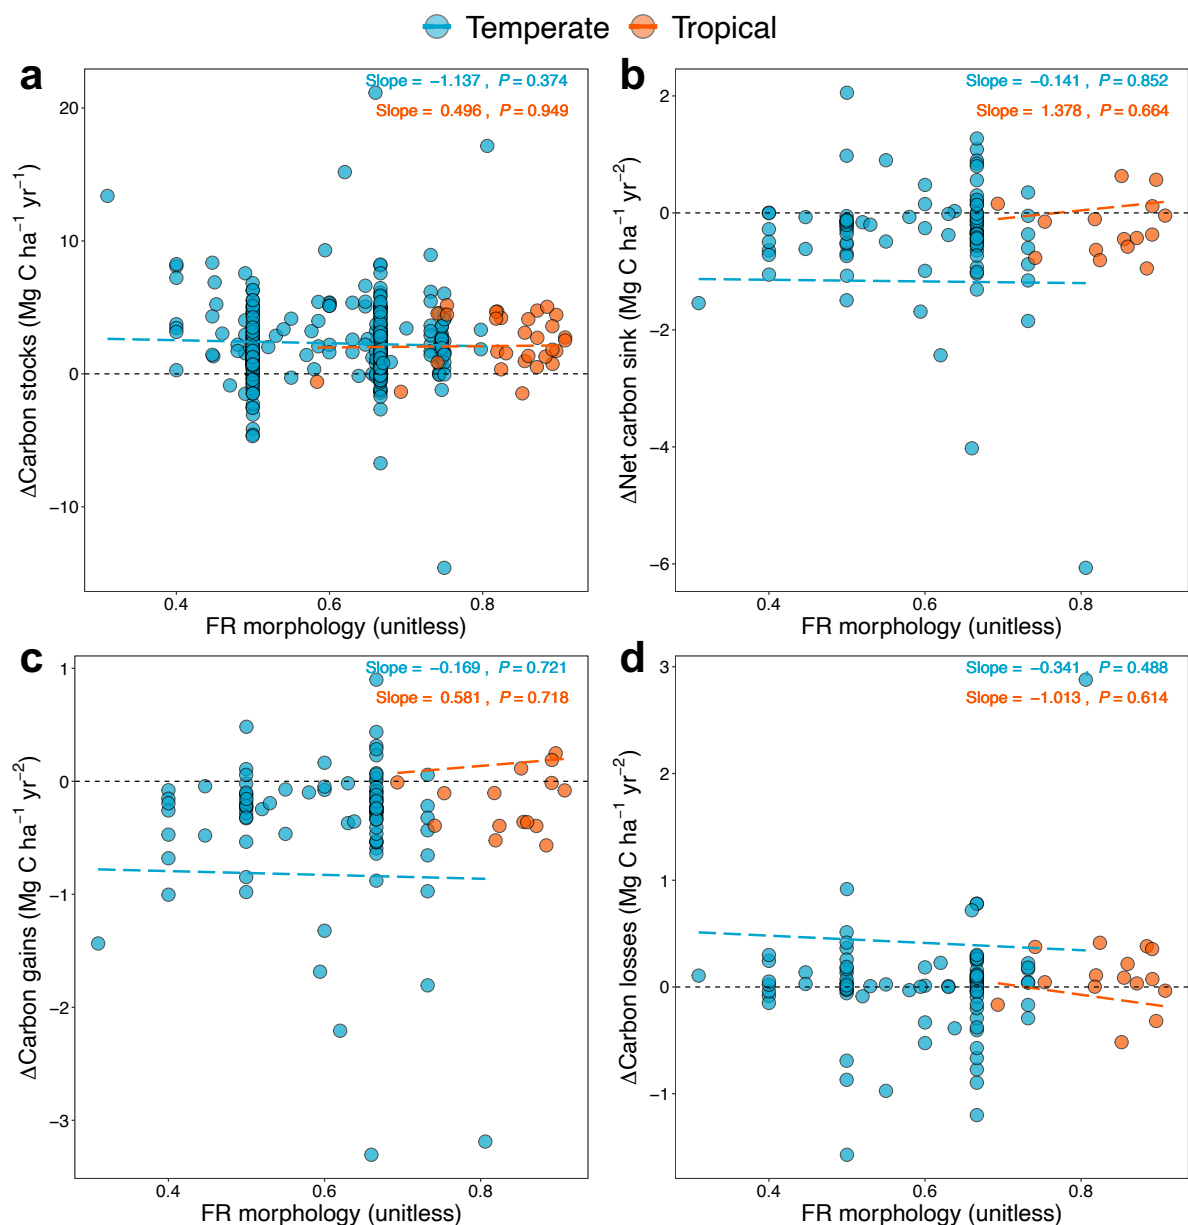 Temperate Tropical
a
Slope = −1.137 , P = 0.374
Slope = 0.496 , P = 0.949
20
10
0
−10
ΔCarbon stocks (Mg C ha⁻¹ yr⁻¹)
0.4 0.6 0.8
FR morphology (unitless)
b
Slope = −0.141 , P = 0.852
Slope = 1.378 , P = 0.664
2
0
−2
−4
−6
ΔNet carbon sink (Mg C ha⁻¹ yr⁻²)
0.4 0.6 0.8
FR morphology (unitless)
c
Slope = −0.169 , P = 0.721
Slope = 0.581 , P = 0.718
1
0
−1
−2
−3
ΔCarbon gains (Mg C ha⁻¹ yr⁻²)
0.4 0.6 0.8
FR morphology (unitless)
d
Slope = −0.341 , P = 0.488
Slope = −1.013 , P = 0.614
3
2
1
0
−1
ΔCarbon losses (Mg C ha⁻¹ yr⁻²)
0.4 0.6 0.8
FR morphology (unitless)